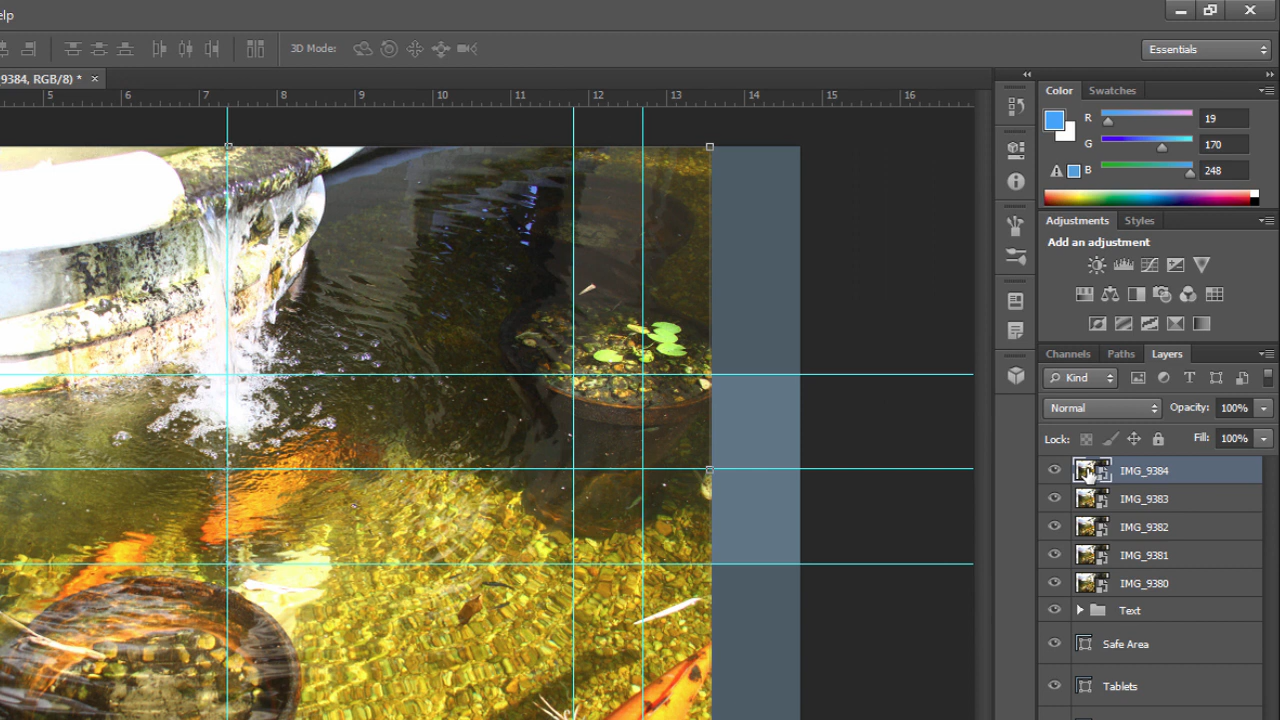 elp
3D Mode:
Essentials
9384, RGB/8) *
5 6 7 8 9 10 11 12 13 14 15 16
Color Swatches
R 19
G 170
B 248
Adjustments Styles
Add an adjustment
Channels Paths Layers
Kind
Normal Opacity: 100%
Lock: Fill: 100%
IMG_9384
IMG_9383
IMG_9382
IMG_9381
IMG_9380
Text
Safe Area
Tablets